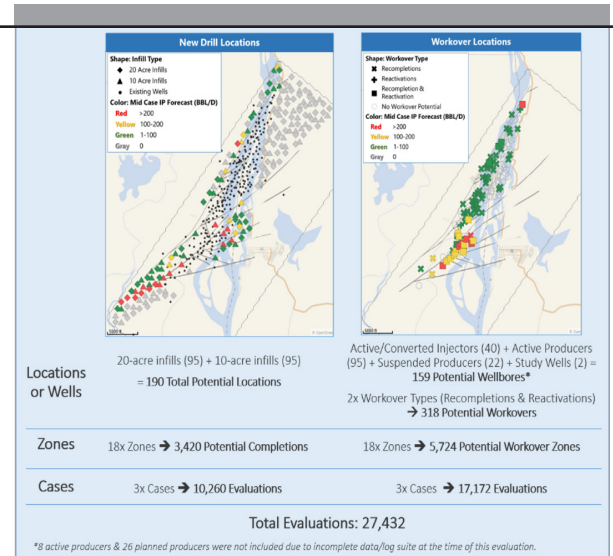 New Drill Locations
Shape: Infill Type
20 Acre Infills
10 Acre Infills
Existing Wells
Color: Mid Case IP Forecast (BBL/D)
Red >200
Yellow 100-200
Green 1-100
Gray 0
Workover Locations
Shape: Workover Type
Recompletions
Reactivations
Recompletion &
Reactivation
No Workover Potential
Color: Mid Case IP Forecast (BBL/D)
Red >200
Yellow 100-200
Green 1-100
Gray 0
Locations
or Wells
20-acre infills (95) + 10-acre infills (95)
= 190 Total Potential Locations
Active/Converted Injectors (40) + Active Producers
(95) + Suspended Producers (22) + Study Wells (2) =
159 Potential Wellbores*
2x Workover Types (Recompletions & Reactivations)
➔ 318 Potential Workovers
Zones
18x Zones ➔ 3,420 Potential Completions
18x Zones ➔ 5,724 Potential Workover Zones
Cases
3x Cases ➔ 10,260 Evaluations
3x Cases ➔ 17,172 Evaluations
Total Evaluations: 27,432
*8 active producers & 26 planned producers were not included due to incomplete data/log suite at the time of this evaluation.